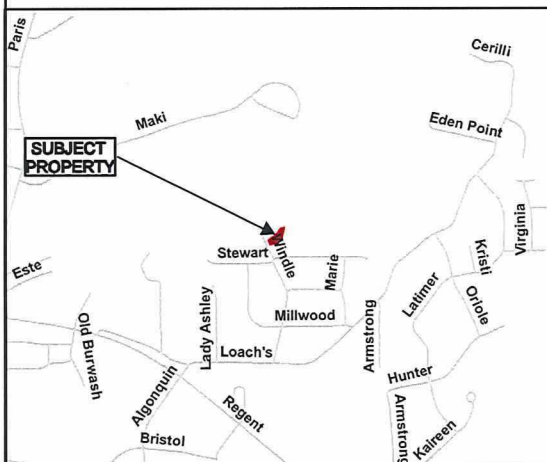 Paris
Cerilli
Maki
Eden Point
SUBJECT
PROPERTY
Virginia
Windle
Stewart
Marie
Kristi
Este
Latimer
Oriole
Old Burwash
Lady Ashley
Millwood
Armstrong
Loach's
Algonquin
Hunter
Regent
Armstrong
Kaireen
Bristol